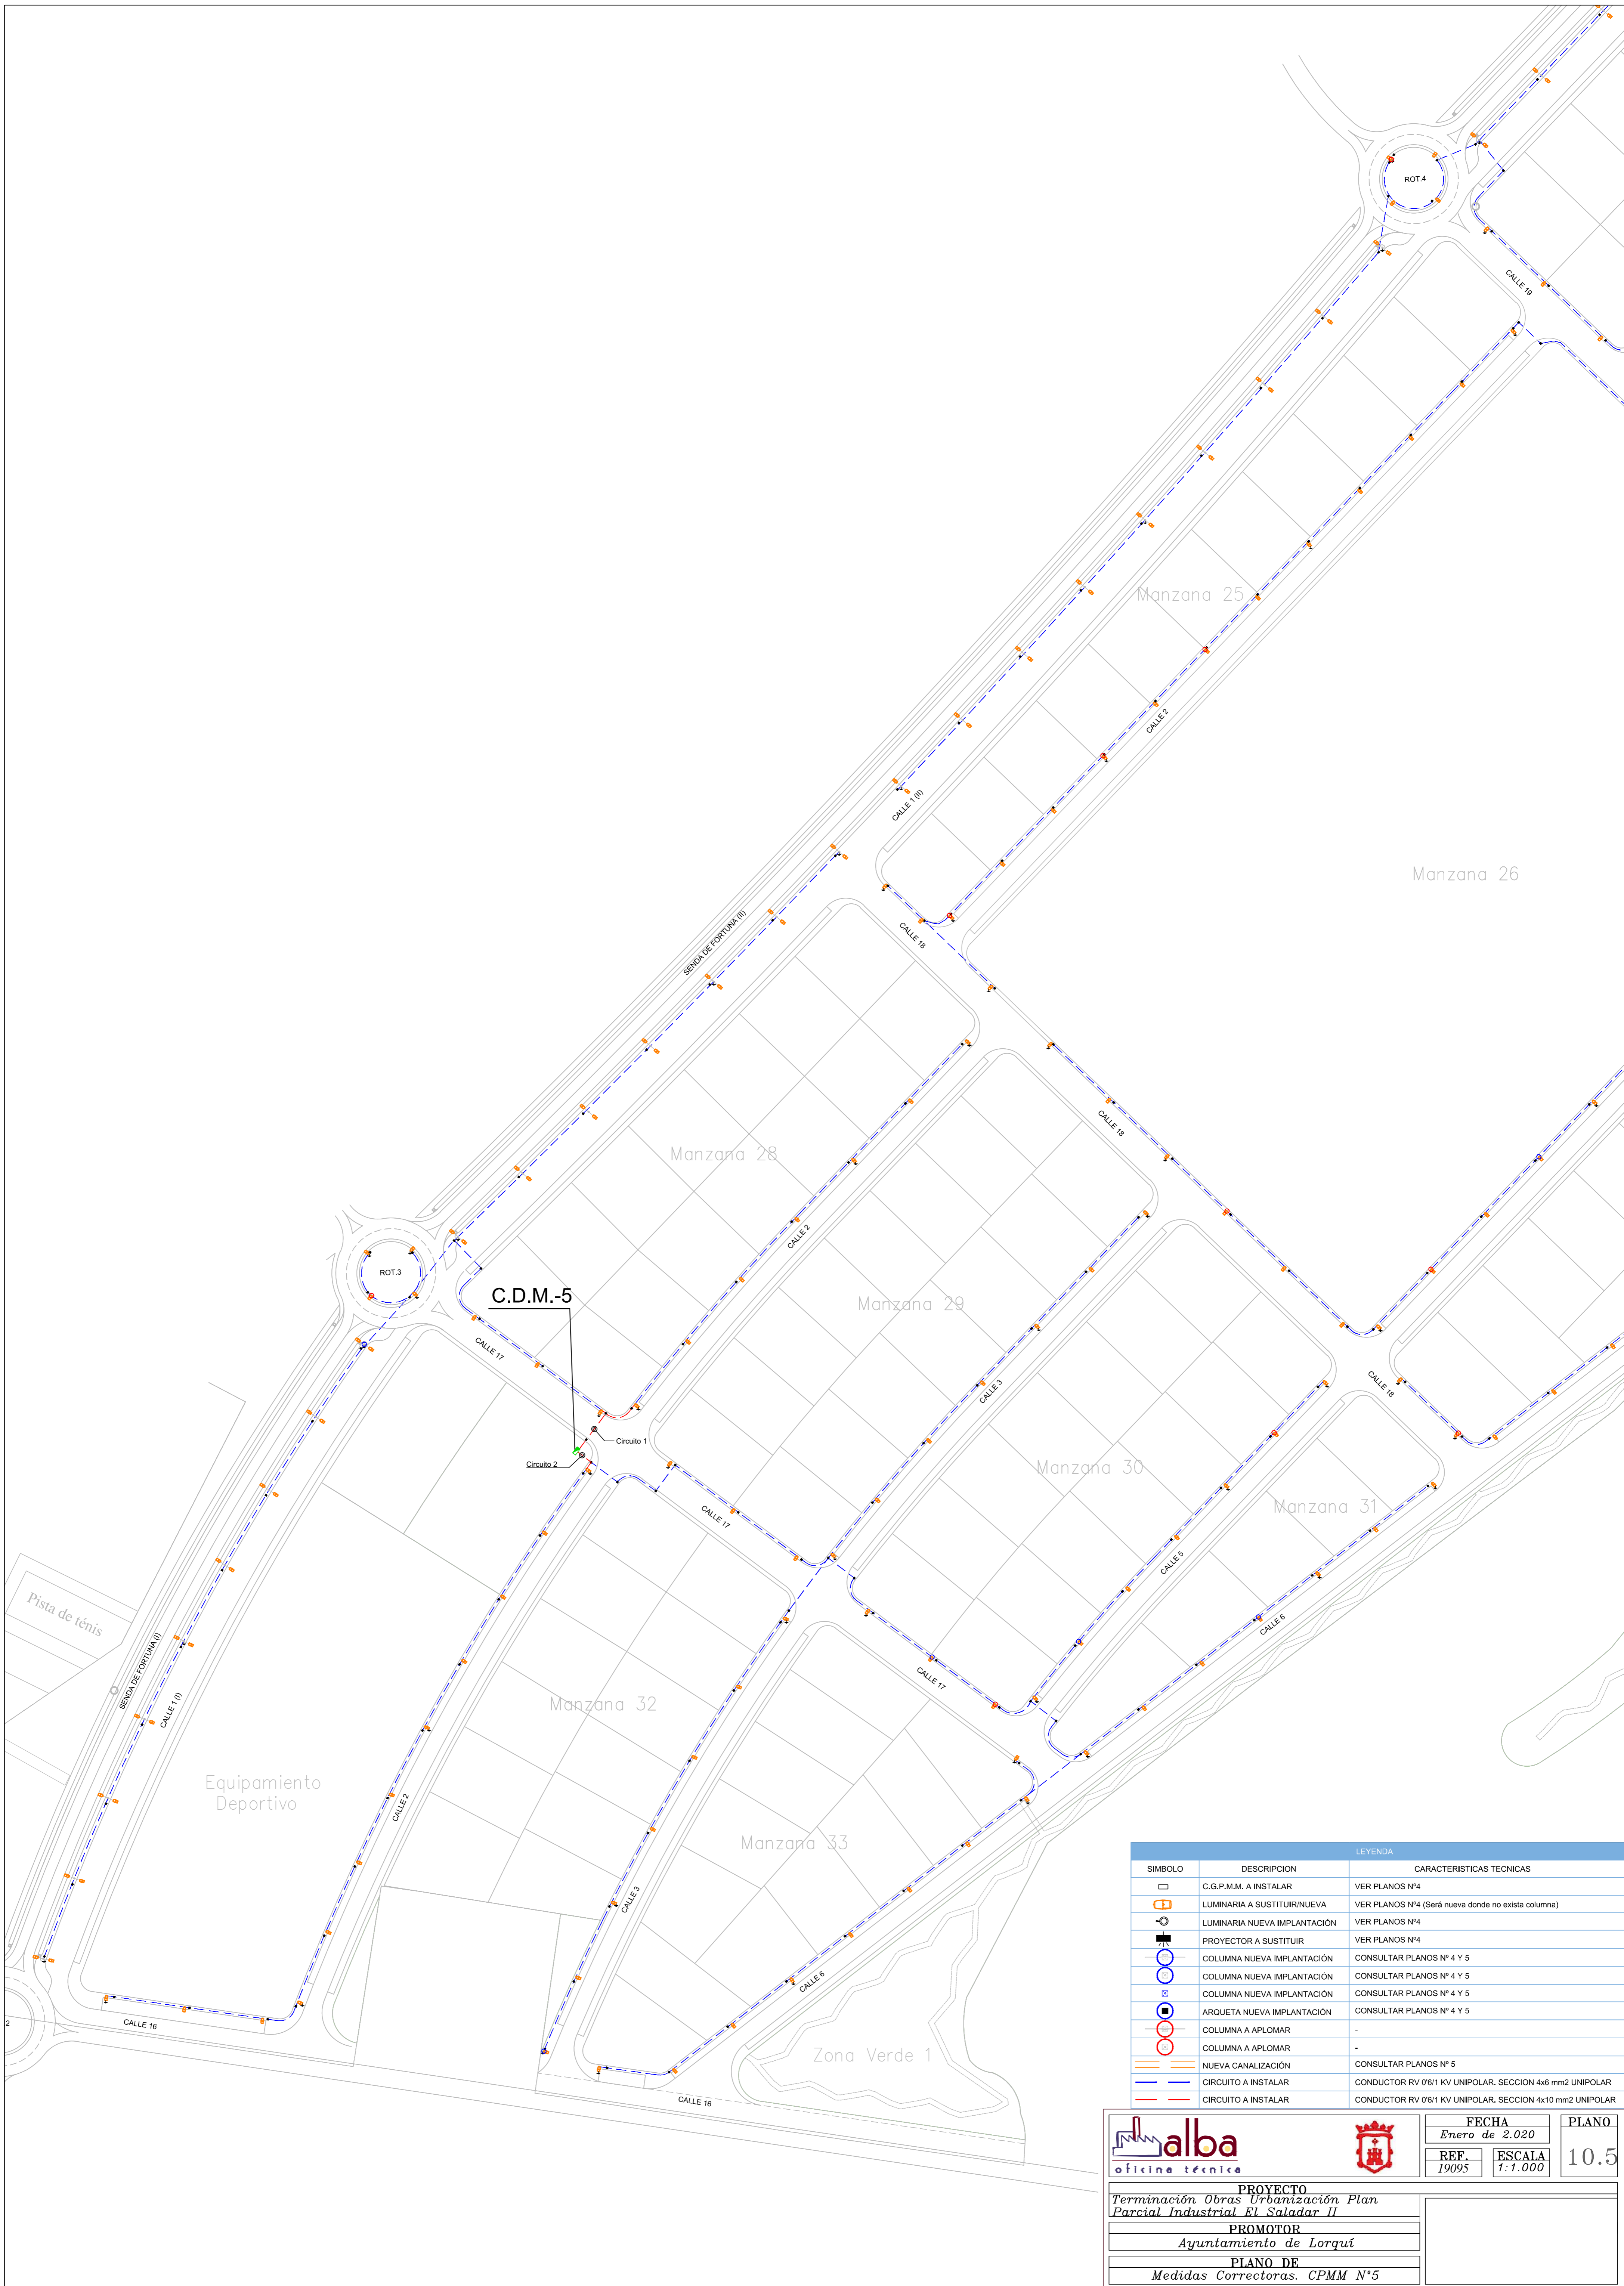 ROT.4
CALLE 19
Manzana 25
CALLE 2
CALLE 1 (II)
Manzana 26
SENDA DE FORTUNA (II)
CALLE 18
CALLE 18
Manzana 28
CALLE 2
ROT.3
C.D.M.-5
Manzana 29
CALLE 17
CALLE 3
CALLE 18
Circuito 1
Circuito 2
Manzana 30
CALLE 17
Manzana 31
CALLE 5
Pista de ténis
CALLE 6
SENDA DE FORTUNA (I)
CALLE 17
CALLE 1 (I)
Manzana 32
Equipamiento
Deportivo
CALLE 2
Manzana 33
CALLE 3
CALLE 6
2
CALLE 16
Zona Verde 1
CALLE 16
LEYENDA
SIMBOLO DESCRIPCION CARACTERISTICAS TECNICAS
C.G.P.M.M. A INSTALAR VER PLANOS Nº4
LUMINARIA A SUSTITUIR/NUEVA VER PLANOS Nº4 (Será nueva donde no exista columna)
LUMINARIA NUEVA IMPLANTACIÓN VER PLANOS Nº4
PROYECTOR A SUSTITUIR VER PLANOS Nº4
COLUMNA NUEVA IMPLANTACIÓN CONSULTAR PLANOS Nº 4 Y 5
COLUMNA NUEVA IMPLANTACIÓN CONSULTAR PLANOS Nº 4 Y 5
COLUMNA NUEVA IMPLANTACIÓN CONSULTAR PLANOS Nº 4 Y 5
ARQUETA NUEVA IMPLANTACIÓN CONSULTAR PLANOS Nº 4 Y 5
COLUMNA A APLOMAR -
COLUMNA A APLOMAR -
NUEVA CANALIZACIÓN CONSULTAR PLANOS Nº 5
CIRCUITO A INSTALAR CONDUCTOR RV 0'6/1 KV UNIPOLAR. SECCION 4x6 mm2 UNIPOLAR
CIRCUITO A INSTALAR CONDUCTOR RV 0'6/1 KV UNIPOLAR. SECCION 4x10 mm2 UNIPOLAR
alba
oficina técnica
FECHA
Enero de 2.020
REF.
19095
ESCALA
1:1.000
PLANO
10.5
PROYECTO
Terminación Obras Urbanización Plan
Parcial Industrial El Saladar II
PROMOTOR
Ayuntamiento de Lorquí
PLANO DE
Medidas Correctoras. CPMM N°5